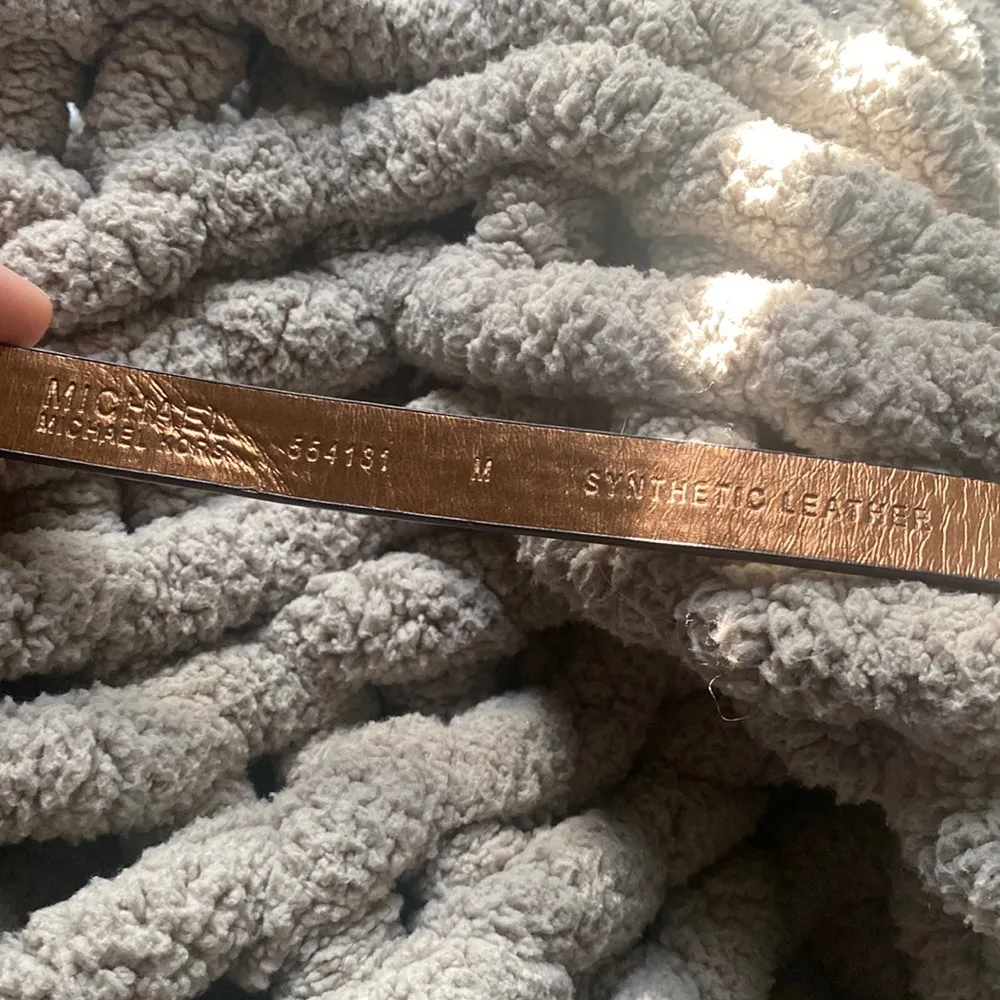 MICHAEL
MICHAEL KORS
554131 M SYNTHETIC LEATHER